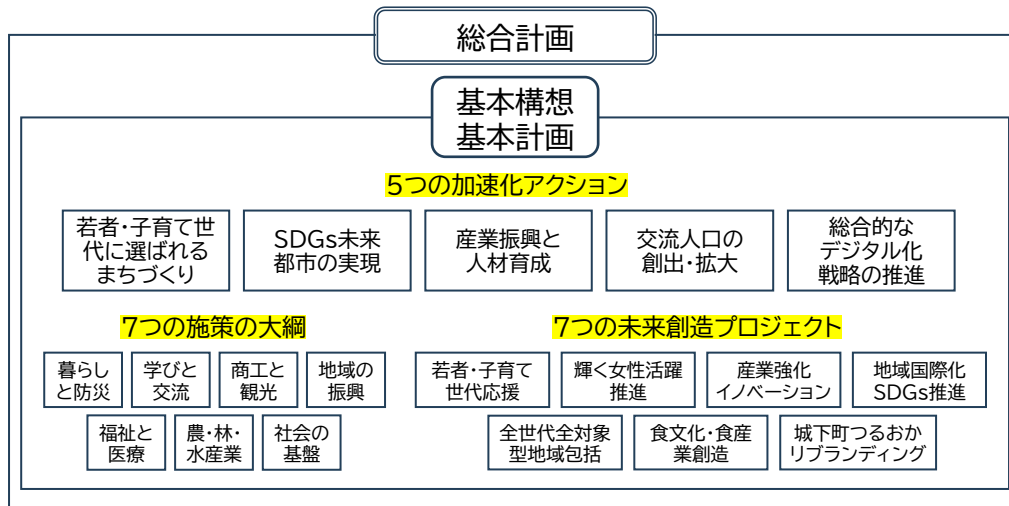 総合計画
基本構想
基本計画
5つの加速化アクション
若者・子育て世
代に選ばれる
まちづくり
SDGs未来
都市の実現
産業振興と
人材育成
交流人口の
創出・拡大
総合的な
デジタル化
戦略の推進
7つの施策の大綱
暮らし
と防災
学びと
交流
商工と
観光
地域の
振興
福祉と
医療
農・林・
水産業
社会の
基盤
7つの未来創造プロジェクト
若者・子育て
世代応援
輝く女性活躍
推進
産業強化
イノベーション
地域国際化
SDGs推進
全世代全対象
型地域包括
食文化・食産
業創造
城下町つるおか
リブランディング